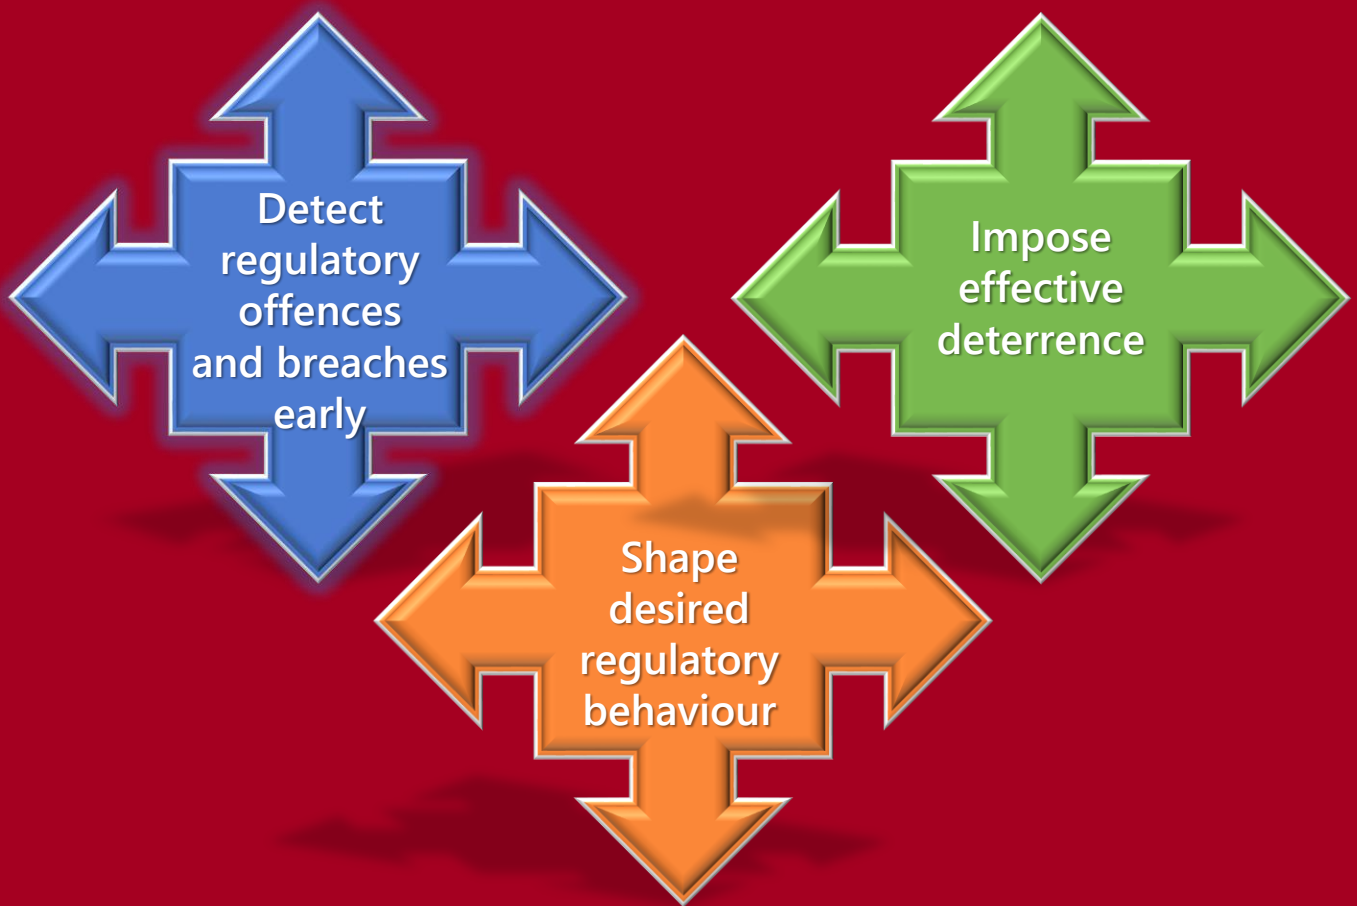 Detect
regulatory
offences
and breaches
early
Impose
effective
deterrence
Shape
desired
regulatory
behaviour